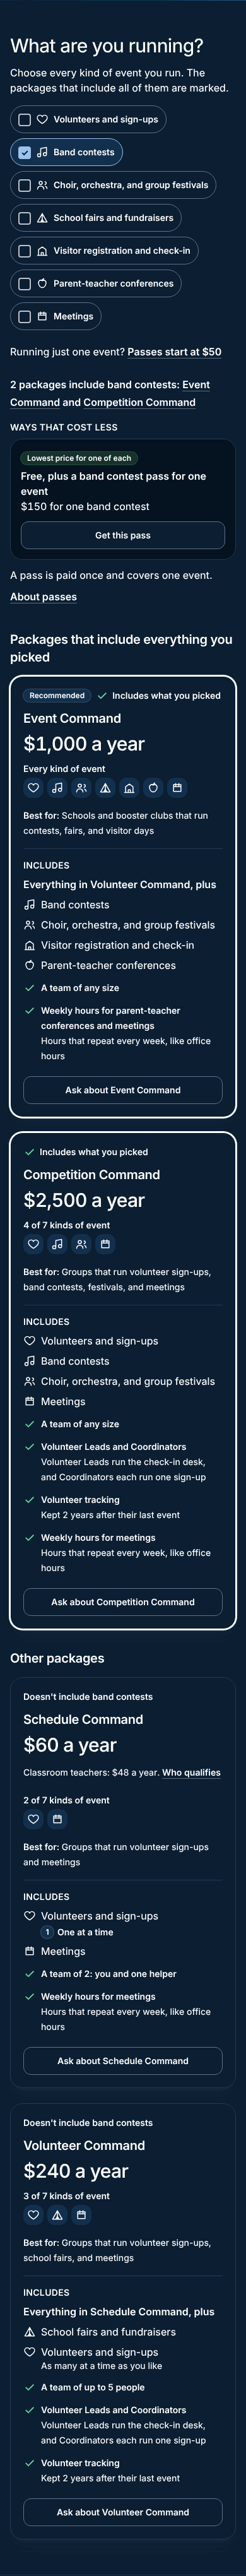 What are you running?
Choose every kind of event you run. The
packages that include all of them are marked.
Volunteers and sign-ups
Band contests
Choir, orchestra, and group festivals
School fairs and fundraisers
Visitor registration and check-in
Parent-teacher conferences
Meetings
Running just one event? Passes start at $50
2 packages include band contests: Event
Command and Competition Command
WAYS THAT COST LESS
Lowest price for one of each
Free, plus a band contest pass for one
event
$150 for one band contest
Get this pass
A pass is paid once and covers one event.
About passes
Packages that include everything you
picked
Recommended Includes what you picked
Event Command
$1,000 a year
Every kind of event
Best for: Schools and booster clubs that run
contests, fairs, and visitor days
INCLUDES
Everything in Volunteer Command, plus
Band contests
Choir, orchestra, and group festivals
Visitor registration and check-in
Parent-teacher conferences
A team of any size
Weekly hours for parent-teacher
conferences and meetings
Hours that repeat every week, like office
hours
Ask about Event Command
Includes what you picked
Competition Command
$2,500 a year
4 of 7 kinds of event
Best for: Groups that run volunteer sign-ups,
band contests, festivals, and meetings
INCLUDES
Volunteers and sign-ups
Band contests
Choir, orchestra, and group festivals
Meetings
A team of any size
Volunteer Leads and Coordinators
Volunteer Leads run the check-in desk,
and Coordinators each run one sign-up
Volunteer tracking
Kept 2 years after their last event
Weekly hours for meetings
Hours that repeat every week, like office
hours
Ask about Competition Command
Other packages
Doesn't include band contests
Schedule Command
$60 a year
Classroom teachers: $48 a year. Who qualifies
2 of 7 kinds of event
Best for: Groups that run volunteer sign-ups
and meetings
INCLUDES
Volunteers and sign-ups
1 One at a time
Meetings
A team of 2: you and one helper
Weekly hours for meetings
Hours that repeat every week, like office
hours
Ask about Schedule Command
Doesn't include band contests
Volunteer Command
$240 a year
3 of 7 kinds of event
Best for: Groups that run volunteer sign-ups,
school fairs, and meetings
INCLUDES
Everything in Schedule Command, plus
School fairs and fundraisers
Volunteers and sign-ups
As many at a time as you like
A team of up to 5 people
Volunteer Leads and Coordinators
Volunteer Leads run the check-in desk,
and Coordinators each run one sign-up
Volunteer tracking
Kept 2 years after their last event
Ask about Volunteer Command